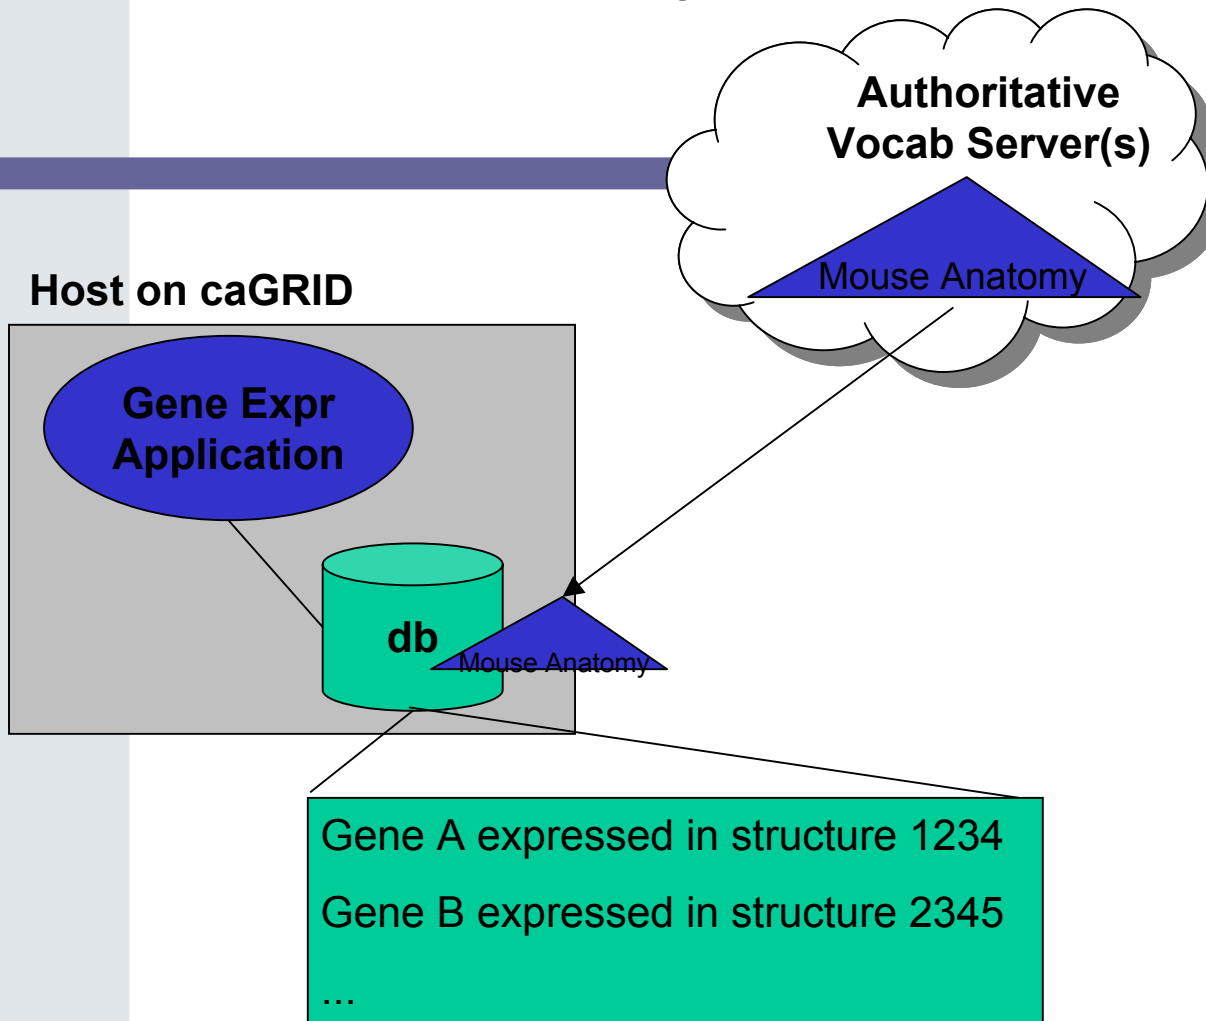 Authoritative
Vocab Server(s)
Mouse Anatomy
Host on caGRID
Gene Expr
Application
db
Mouse Anatomy
Gene A expressed in structure 1234
Gene B expressed in structure 2345
...